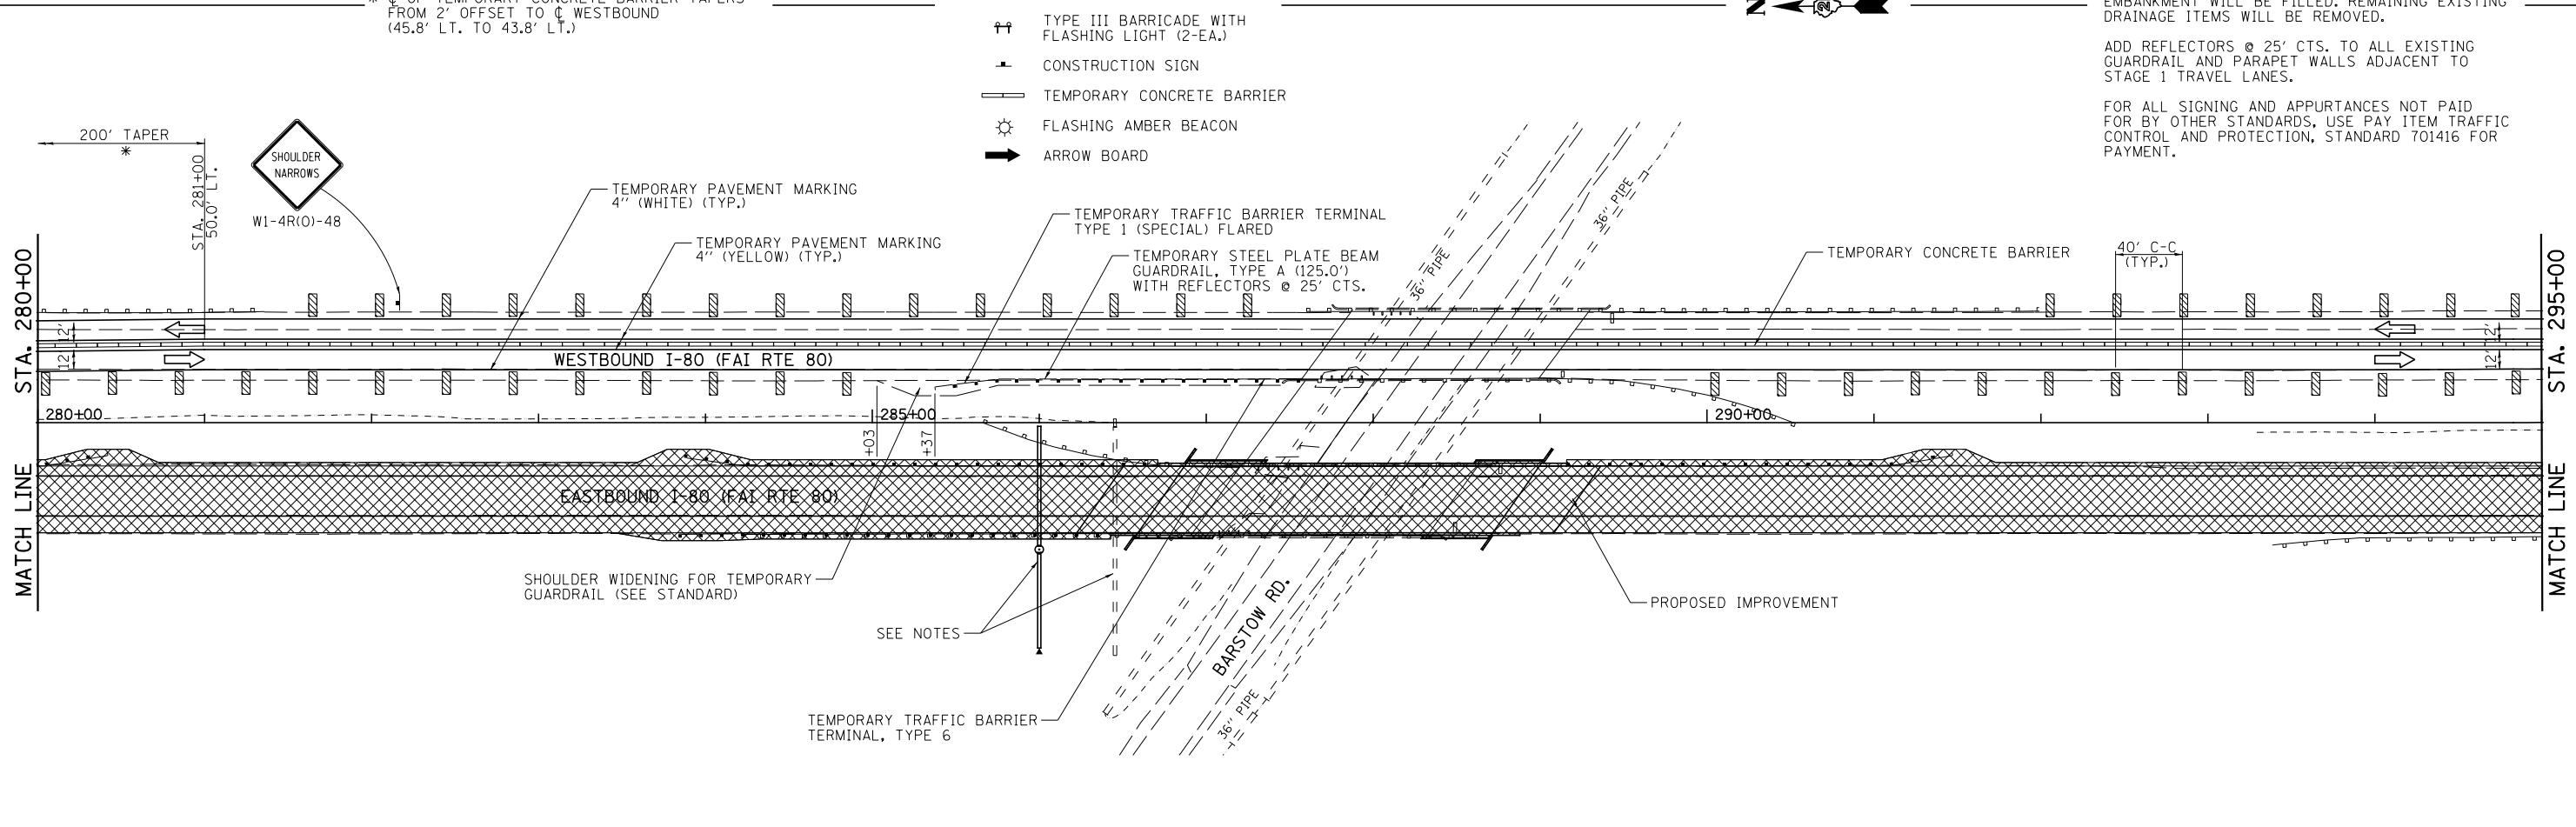 * ℄ OF TEMPORARY CONCRETE BARRIER TAPERS
FROM 2' OFFSET TO ℄ WESTBOUND
(45.8' LT. TO 43.8' LT.)
TYPE III BARRICADE WITH
FLASHING LIGHT (2-EA.)
CONSTRUCTION SIGN
TEMPORARY CONCRETE BARRIER
FLASHING AMBER BEACON
ARROW BOARD
N
EMBANKMENT WILL BE FILLED. REMAINING EXISTING
DRAINAGE ITEMS WILL BE REMOVED.
ADD REFLECTORS @ 25' CTS. TO ALL EXISTING
GUARDRAIL AND PARAPET WALLS ADJACENT TO
STAGE 1 TRAVEL LANES.
FOR ALL SIGNING AND APPURTANCES NOT PAID
FOR BY OTHER STANDARDS, USE PAY ITEM TRAFFIC
CONTROL AND PROTECTION, STANDARD 701416 FOR
PAYMENT.
200' TAPER
*
STA. 281+00
50.0' LT.
SHOULDER
NARROWS
W1-4R(O)-48
TEMPORARY PAVEMENT MARKING
4" (WHITE) (TYP.)
TEMPORARY PAVEMENT MARKING
4" (YELLOW) (TYP.)
TEMPORARY TRAFFIC BARRIER TERMINAL
TYPE 1 (SPECIAL) FLARED
TEMPORARY STEEL PLATE BEAM
GUARDRAIL, TYPE A (125.0')
WITH REFLECTORS @ 25' CTS.
36" PIPE
36" PIPE
TEMPORARY CONCRETE BARRIER
40' C-C
(TYP.)
MATCH LINE STA. 280+00
12'
12'
WESTBOUND I-80 (FAI RTE 80)
12'
12'
MATCH LINE STA. 295+00
280+00
285+00
290+00
+03
+37
EASTBOUND I-80 (FAI RTE 80)
SHOULDER WIDENING FOR TEMPORARY
GUARDRAIL (SEE STANDARD)
SEE NOTES
BARSTOW RD.
PROPOSED IMPROVEMENT
36" PIPE
TEMPORARY TRAFFIC BARRIER
TERMINAL, TYPE 6